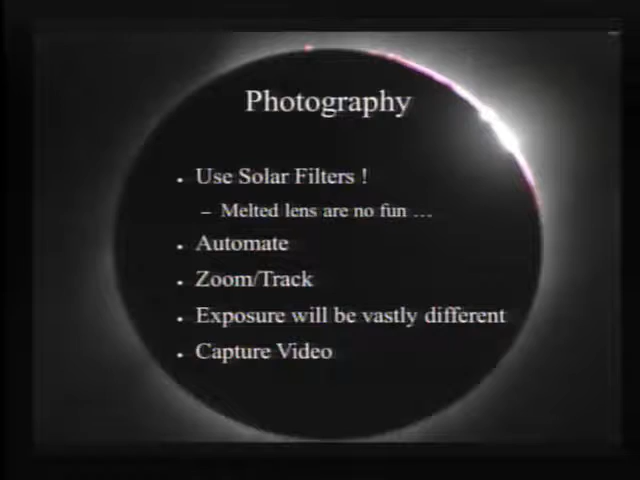 Photography
• Use Solar Filters !
– Melted lens are no fun …
• Automate
• Zoom/Track
• Exposure will be vastly different
• Capture Video